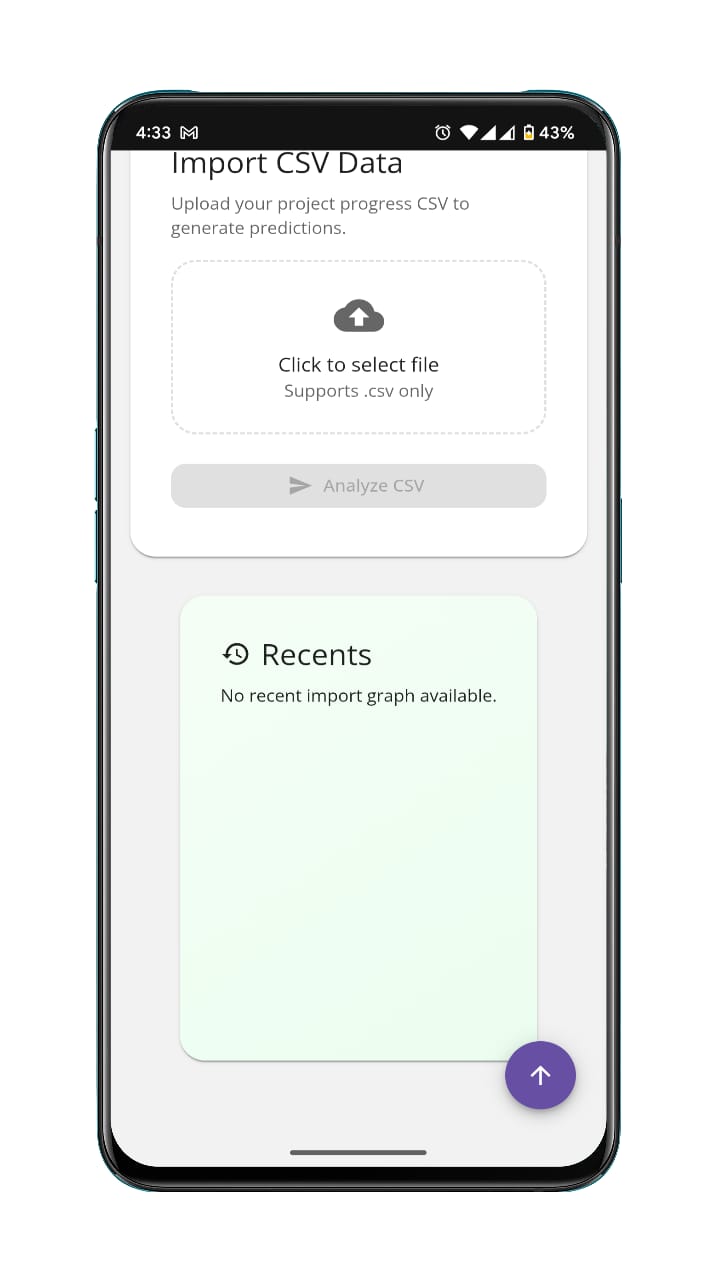 4:33
43%
Import CSV Data
Upload your project progress CSV to
generate predictions.
Click to select file
Supports .csv only
Analyze CSV
Recents
No recent import graph available.